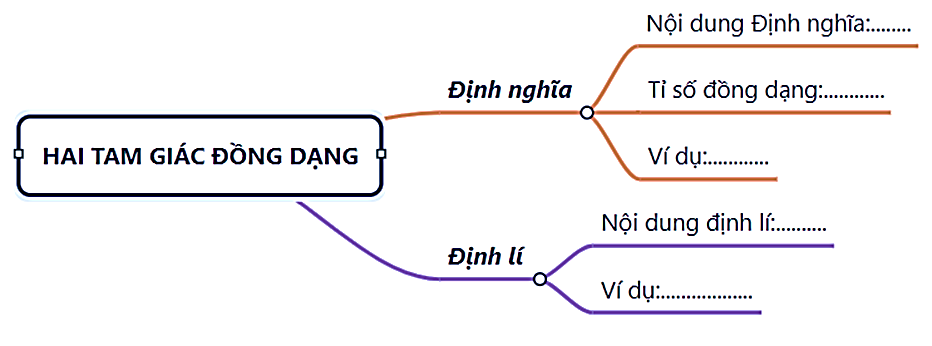 HAI TAM GIÁC ĐỒNG DẠNG
Định nghĩa
Nội dung Định nghĩa:........
Tỉ số đồng dạng:............
Ví dụ:............
Định lí
Nội dung định lí:..........
Ví dụ:..................